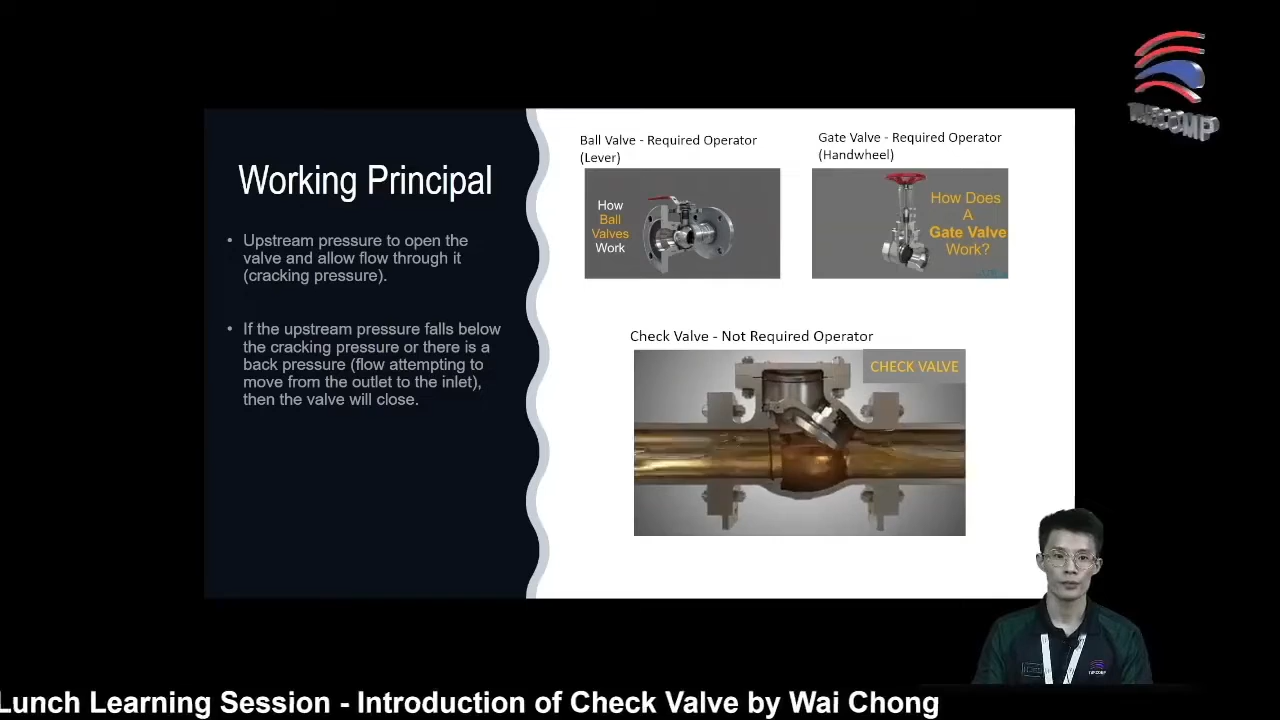 TURCOMP
Working Principal
• Upstream pressure to open the
valve and allow flow through it
(cracking pressure).
• If the upstream pressure falls below
the cracking pressure or there is a
back pressure (flow attempting to
move from the outlet to the inlet),
then the valve will close.
Ball Valve - Required Operator
(Lever)
How
Ball
Valves
Work
Gate Valve - Required Operator
(Handwheel)
How Does
A
Gate Valve
Work?
Check Valve - Not Required Operator
CHECK VALVE
Lunch Learning Session - Introduction of Check Valve by Wai Chong